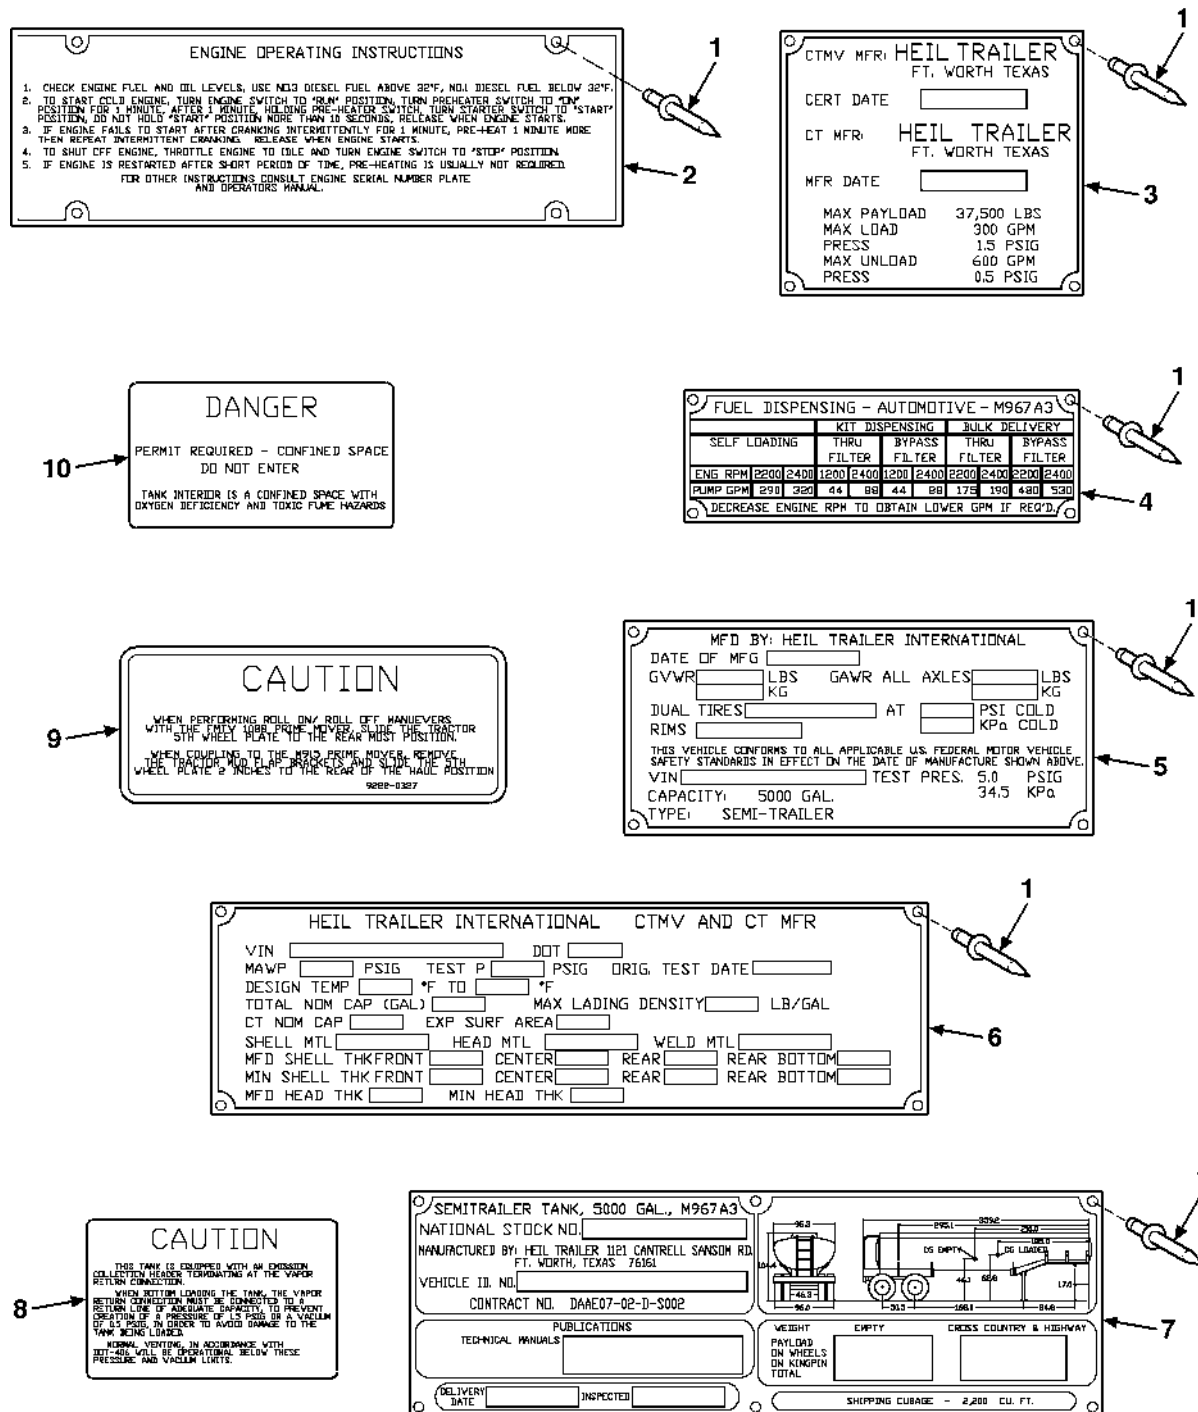 ENGINE OPERATING INSTRUCTIONS
1. CHECK ENGINE FUEL AND OIL LEVELS, USE NO.3 DIESEL FUEL ABOVE 32°F, NO.1 DIESEL FUEL BELOW 32°F.
2. TO START COLD ENGINE, TURN ENGINE SWITCH TO "RUN" POSITION, TURN PREHEATER SWITCH TO "ON"
POSITION FOR 1 MINUTE. AFTER 1 MINUTE, HOLDING PRE-HEATER SWITCH, TURN STARTER SWITCH TO "START"
POSITION, DO NOT HOLD "START" POSITION MORE THAN 10 SECONDS, RELEASE WHEN ENGINE STARTS.
3. IF ENGINE FAILS TO START AFTER CRANKING INTERMITTENTLY FOR 1 MINUTE, PRE-HEAT 1 MINUTE MORE
THEN REPEAT INTERMITTENT CRANKING. RELEASE WHEN ENGINE STARTS.
4. TO SHUT OFF ENGINE, THROTTLE ENGINE TO IDLE AND TURN ENGINE SWITCH TO "STOP" POSITION.
5. IF ENGINE IS RESTARTED AFTER SHORT PERIOD OF TIME, PRE-HEATING IS USUALLY NOT REQUIRED.
FOR OTHER INSTRUCTIONS CONSULT ENGINE SERIAL NUMBER PLATE
AND OPERATORS MANUAL.
1
2
CTMV MFR: HEIL TRAILER
FT. WORTH TEXAS
CERT DATE
CT MFR: HEIL TRAILER
FT. WORTH TEXAS
MFR DATE
MAX PAYLOAD 37,500 LBS
MAX LOAD 300 GPM
PRESS 1.5 PSIG
MAX UNLOAD 600 GPM
PRESS 0.5 PSIG
1
3
DANGER
PERMIT REQUIRED - CONFINED SPACE
DO NOT ENTER
TANK INTERIOR IS A CONFINED SPACE WITH
OXYGEN DEFICIENCY AND TOXIC FUME HAZARDS
10
FUEL DISPENSING - AUTOMOTIVE - M967A3
KIT DISPENSING BULK DELIVERY
SELF LOADING THRU BYPASS THRU BYPASS
FILTER FILTER FILTER FILTER
ENG RPM 2200 2400 1200 2400 1200 2400 2200 2400 2200 2400
PUMP GPM 290 320 44 88 44 88 175 190 480 530
DECREASE ENGINE RPM TO OBTAIN LOWER GPM IF REQ'D.
1
4
CAUTION
WHEN PERFORMING ROLL ON/ ROLL OFF MANUEVERS
WITH THE FMTV 1088 PRIME MOVER, SLIDE THE TRACTOR
5TH WHEEL PLATE TO THE REAR MOST POSITION.
WHEN COUPLING TO THE M915 PRIME MOVER, REMOVE
THE TRACTOR MUD FLAP BRACKETS AND SLIDE THE 5TH
WHEEL PLATE 2 INCHES TO THE REAR OF THE HAUL POSITION
9222-0327
9
MFD BY: HEIL TRAILER INTERNATIONAL
DATE OF MFG
GVWR LBS GAWR ALL AXLES LBS
KG KG
DUAL TIRES AT PSI COLD
RIMS KPa COLD
THIS VEHICLE CONFORMS TO ALL APPLICABLE U.S. FEDERAL MOTOR VEHICLE
SAFETY STANDARDS IN EFFECT ON THE DATE OF MANUFACTURE SHOWN ABOVE.
VIN TEST PRES. 5.0 PSIG
CAPACITY: 5000 GAL. 34.5 KPa
TYPE: SEMI-TRAILER
1
5
HEIL TRAILER INTERNATIONAL CTMV AND CT MFR
VIN DOT
MAWP PSIG TEST P PSIG ORIG. TEST DATE
DESIGN TEMP °F TO °F
TOTAL NOM CAP (GAL) MAX LADING DENSITY LB/GAL
CT NOM CAP EXP SURF AREA
SHELL MTL HEAD MTL WELD MTL
MFD SHELL THK FRONT CENTER REAR REAR BOTTOM
MIN SHELL THK FRONT CENTER REAR REAR BOTTOM
MFD HEAD THK MIN HEAD THK
1
6
CAUTION
THIS TANK IS EQUIPPED WITH AN EMISSION
COLLECTION HEADER TERMINATING AT THE VAPOR
RETURN CONNECTION.
WHEN BOTTOM LOADING THE TANK, THE VAPOR
RETURN CONNECTION MUST BE CONNECTED TO A
RETURN LINE OF ADEQUATE CAPACITY, TO PREVENT
CREATION OF A PRESSURE OF 1.5 PSIG OR A VACUUM
OF 0.5 PSIG, IN ORDER TO AVOID DAMAGE TO THE
TANK BEING LOADED.
NORMAL VENTING, IN ACCORDANCE WITH
DOT-406 WILL BE OPERATIONAL BELOW THESE
PRESSURE AND VACUUM LIMITS.
8
SEMITRAILER TANK, 5000 GAL., M967A3
NATIONAL STOCK NO.
MANUFACTURED BY: HEIL TRAILER 1121 CANTRELL SANSOM RD.
FT. WORTH, TEXAS 76161
VEHICLE ID. NO.
CONTRACT NO. DAAE07-02-D-S002
PUBLICATIONS
TECHNICAL MANUALS
DELIVERY
DATE
INSPECTED
96.3
295.1
CG EMPTY CG LOADED
46.3
96.0
WEIGHT EMPTY CROSS COUNTRY & HIGHWAY
PAYLOAD
ON WHEELS
ON KINGPIN
TOTAL
SHIPPING CUBAGE - 2,200 CU. FT.
7